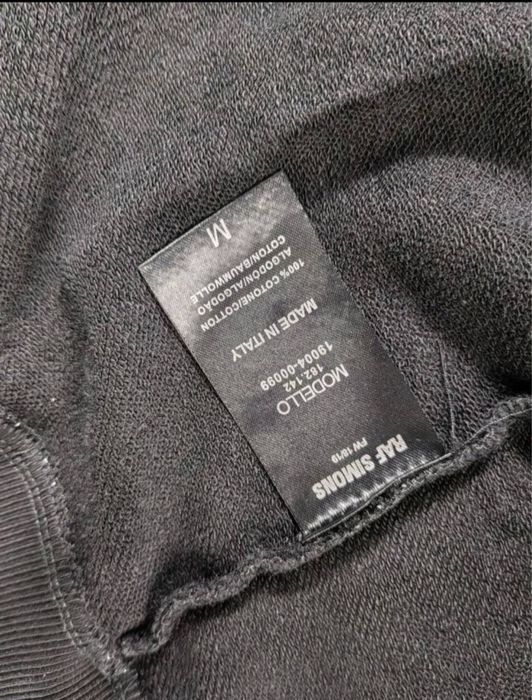 RAF SIMONS
FW 18/19
MODELLO
182.142
19004-00099
MADE IN ITALY
100% COTONE/COTTON
ALGODÓN/ALGODAO
COTON/BAUMWOLLE
M